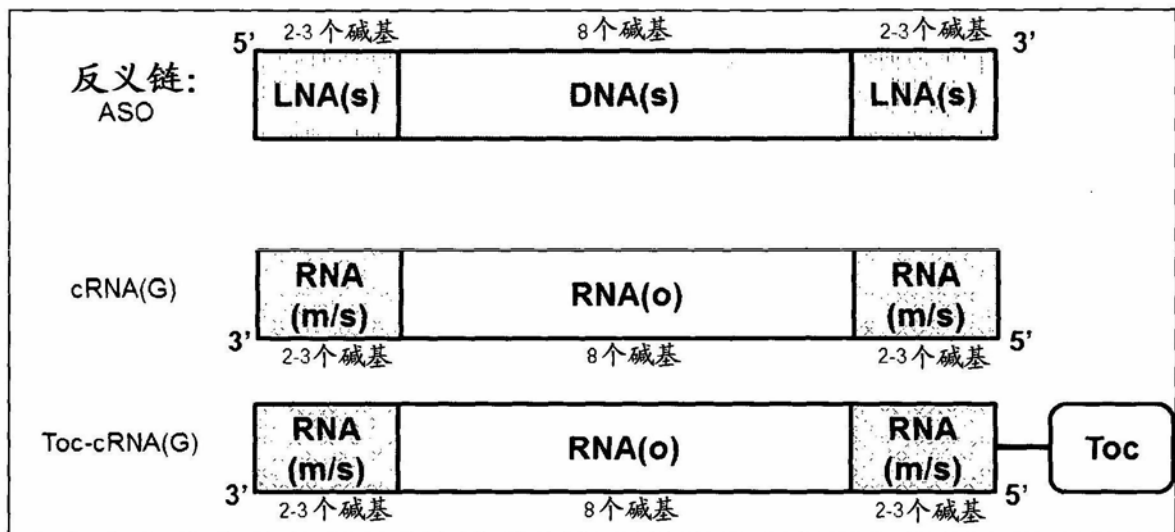 2-3个碱基 8个碱基 2-3个碱基
5’ 3’
反义链:
ASO
LNA(s) DNA(s) LNA(s)
cRNA(G)
RNA
(m/s)
RNA(o)
RNA
(m/s)
3’ 5’
2-3个碱基 8个碱基 2-3个碱基
Toc-cRNA(G)
RNA
(m/s)
RNA(o)
RNA
(m/s)
Toc
3’ 5’
2-3个碱基 8个碱基 2-3个碱基